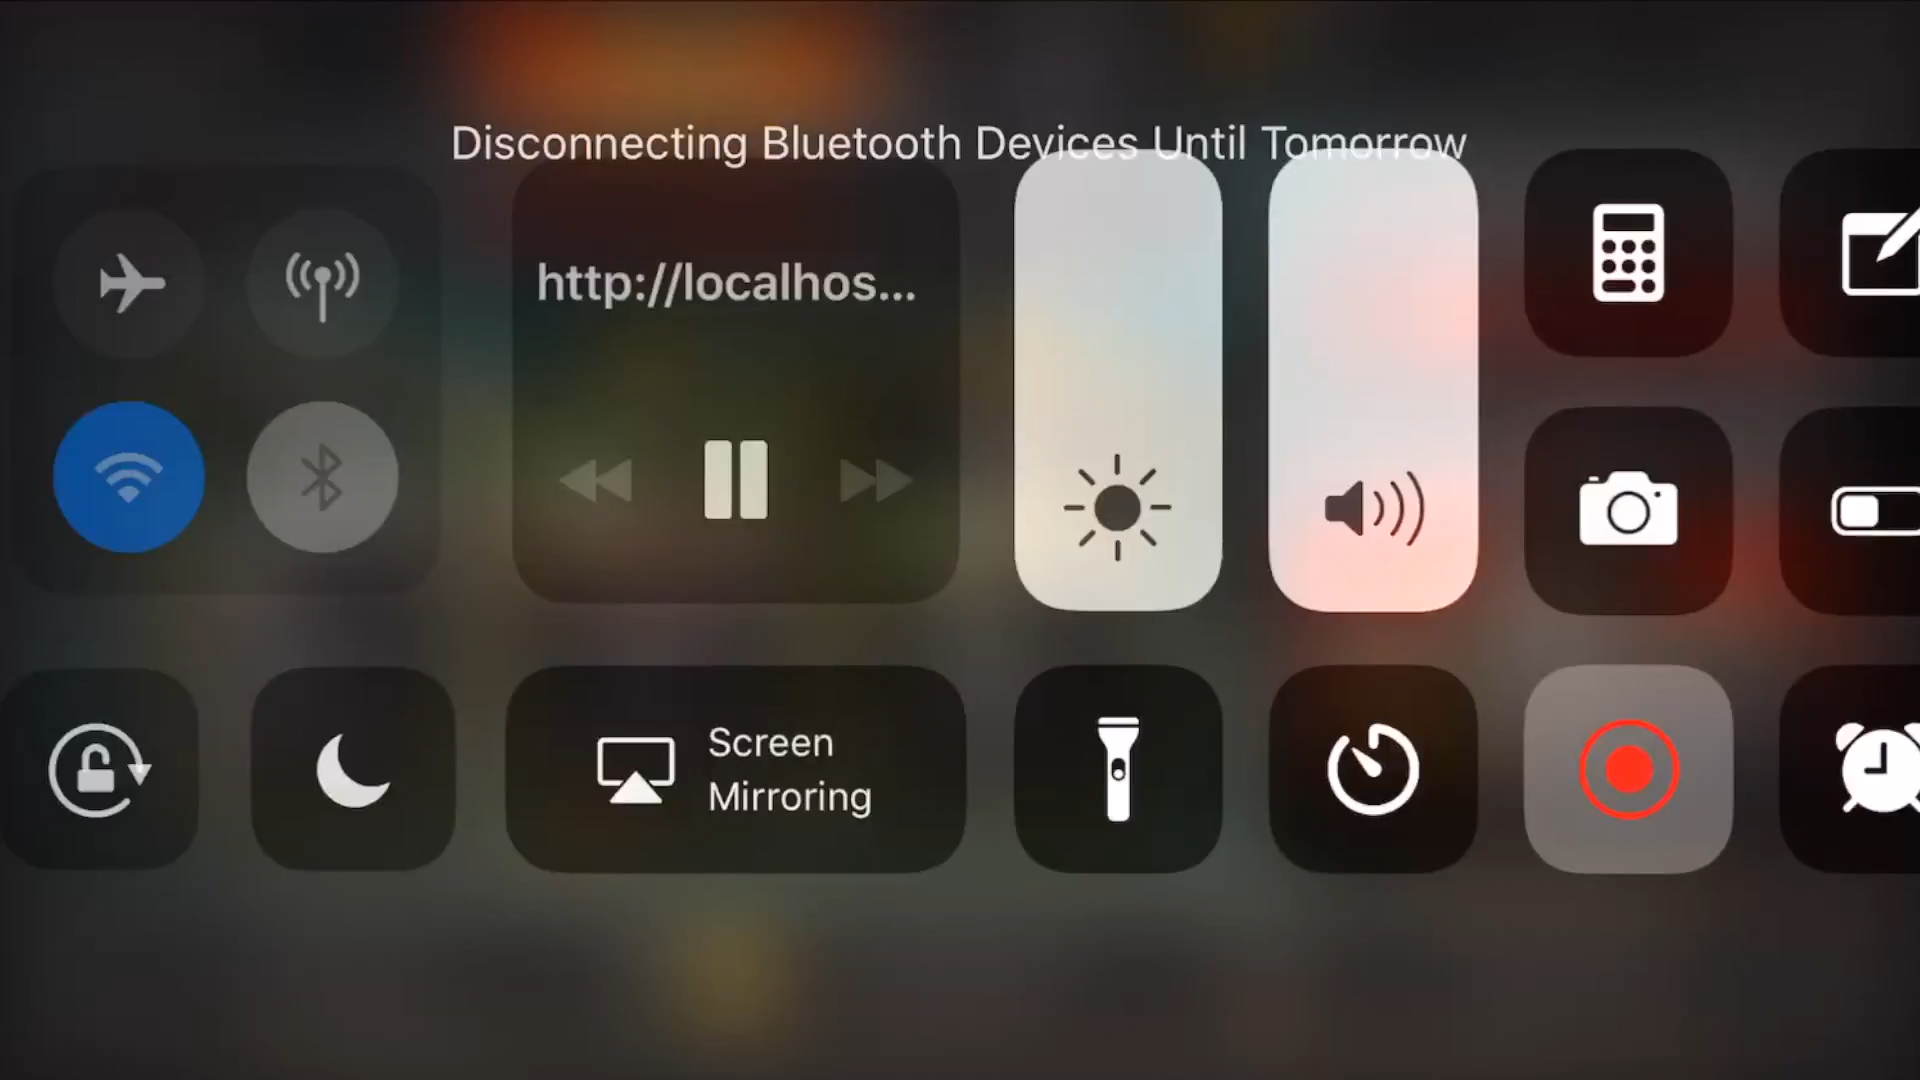 Disconnecting Bluetooth Devices Until Tomorrow
http://localhos...
Screen
Mirroring